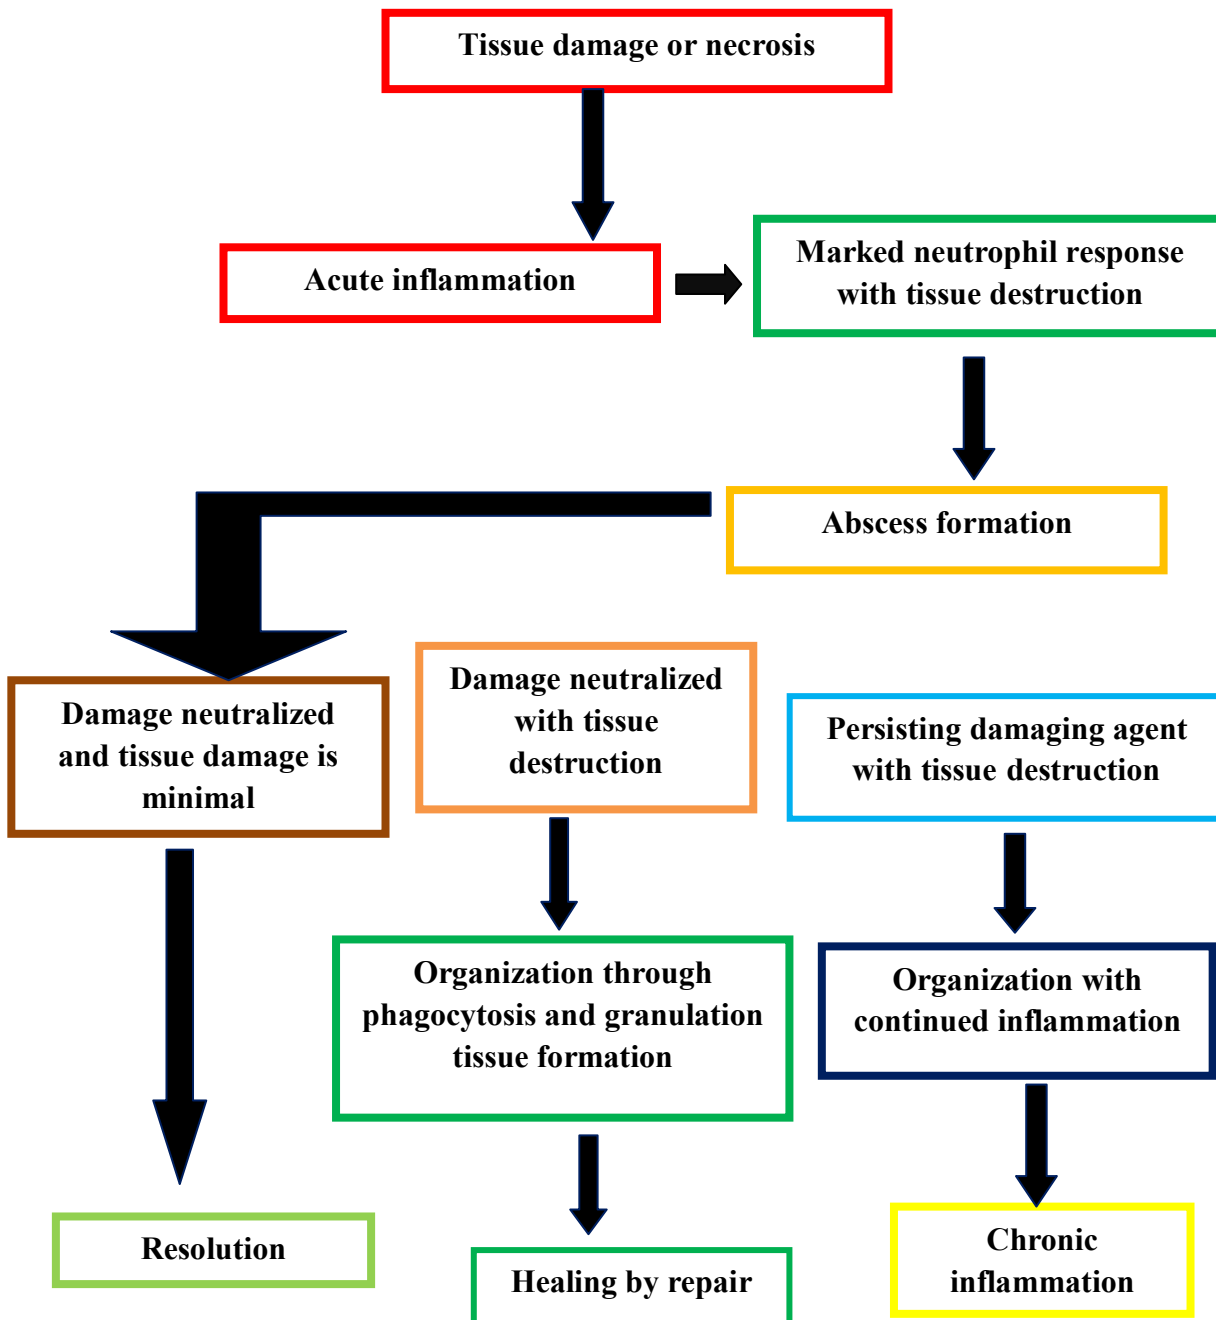 Tissue damage or necrosis
Acute inflammation
Marked neutrophil response
with tissue destruction
Abscess formation
Damage neutralized
and tissue damage is
minimal
Damage neutralized
with tissue
destruction
Persisting damaging agent
with tissue destruction
Organization through
phagocytosis and granulation
tissue formation
Organization with
continued inflammation
Resolution
Healing by repair
Chronic
inflammation